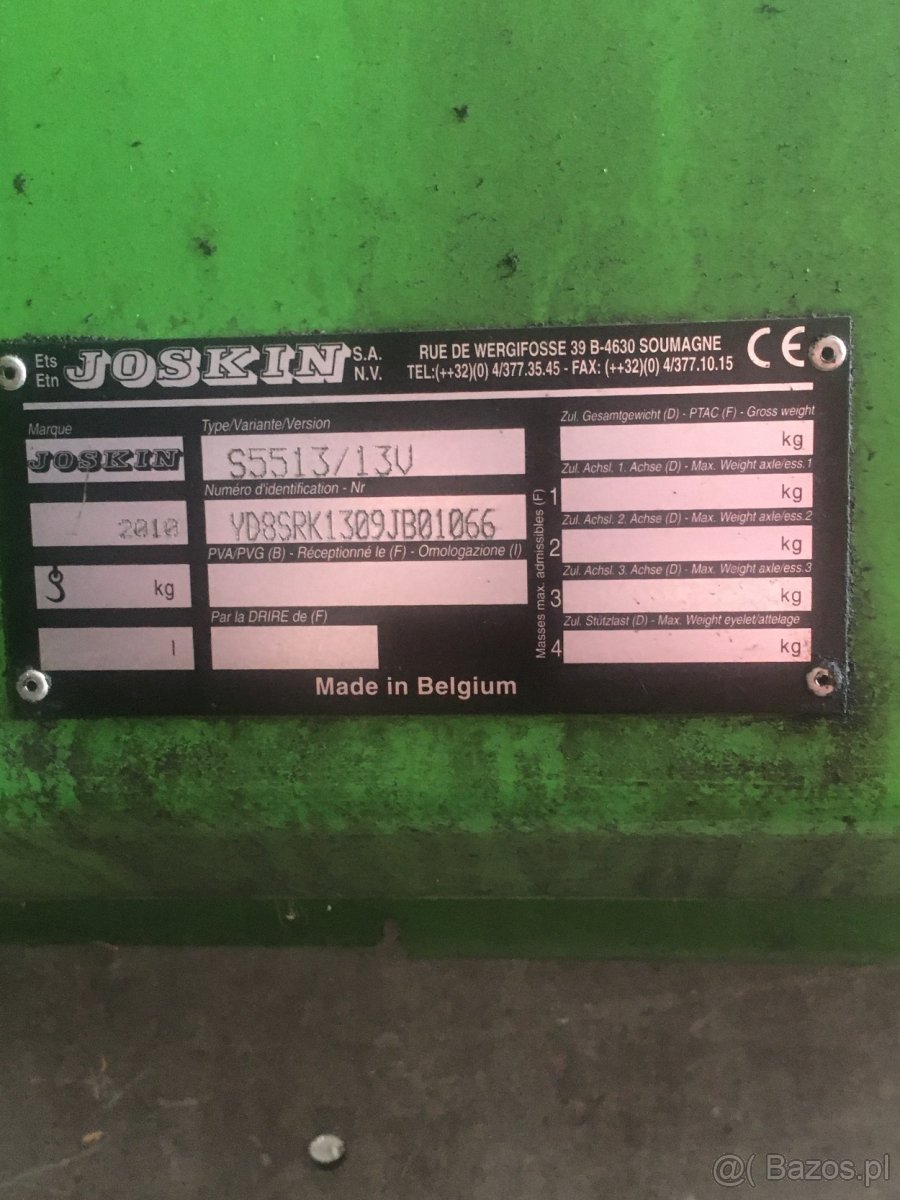 Ets JOSKIN S.A.
Etn N.V.
RUE DE WERGIFOSSE 39 B-4630 SOUMAGNE
TEL:(++32)(0) 4/377.35.45 - FAX: (++32)(0) 4/377.10.15
CE
Marque
JOSKIN
2010
kg
l
Type/Variante/Version
S5513/13V
Numéro d'identification - Nr
YD8SRK1309JB01066
PVA/PVG (B) - Réceptionné le (F) - Omologazione (I)
Par la DRIRE de (F)
Made in Belgium
Masses max. admissibles (F)
Zul. Gesamtgewicht (D) - PTAC (F) - Gross weight
kg
Zul. Achsl. 1. Achse (D) - Max. Weight axle/ess.1
1 kg
Zul. Achsl. 2. Achse (D) - Max. Weight axle/ess.2
2 kg
Zul. Achsl. 3. Achse (D) - Max. Weight axle/ess.3
3 kg
Zul. Stützlast (D) - Max. Weight eyelet/attelage
4 kg
@( Bazos.pl